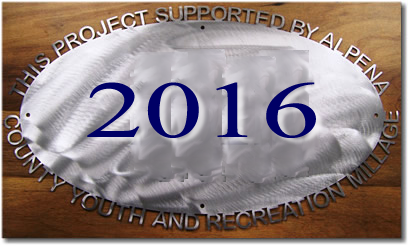 THIS PROJECT SUPPORTED BY ALPENA
2016
COUNTY YOUTH AND RECREATION MILLAGE